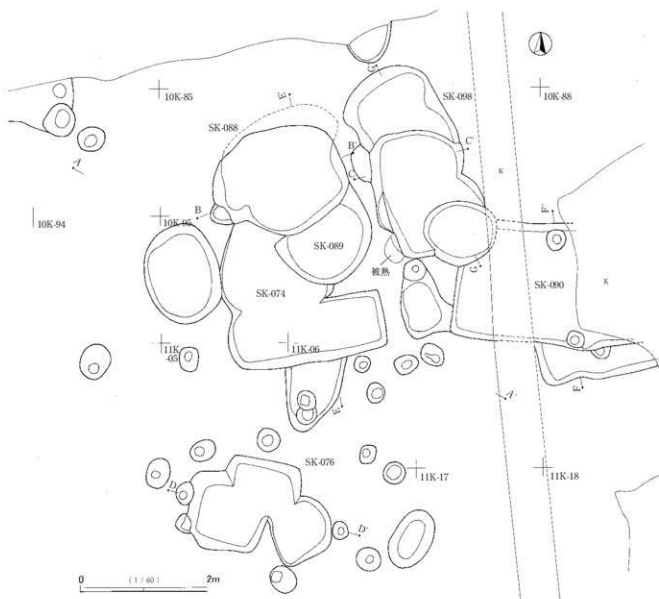 10K-85
10K-88
SK-088
SK-098
E'
G'
B'
C'
C
A
B
K
10K-94
10K-95
F'
SK-089
被熱
SK-074
G
SK-090
K
11K
-05
11K-06
E
A'
F
SK-076
11K-17
11K-18
D
D'
0
(1/60)
2m